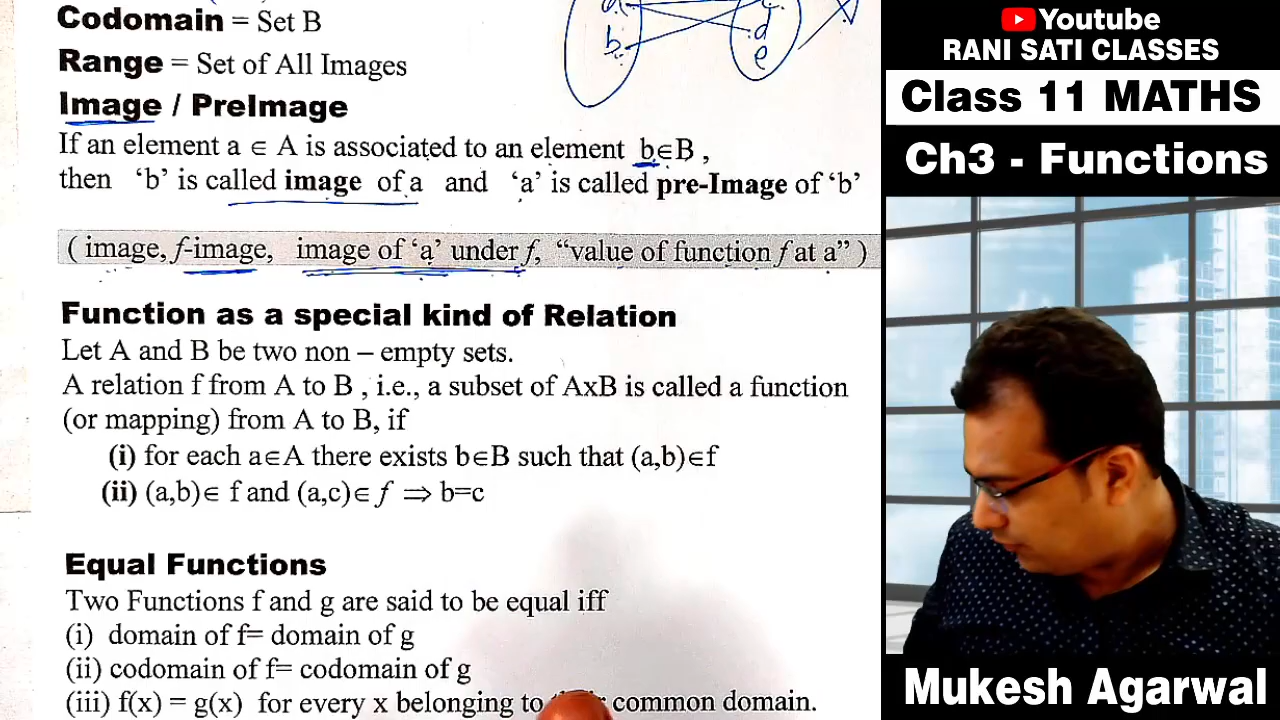 Codomain = Set B
Range = Set of All Images
Image / PreImage
If an element a ∈ A is associated to an element b∈B ,
then ‘b’ is called image of a and ‘a’ is called pre-Image of ‘b’
( image, f-image, image of ‘a’ under f, “value of function f at a” )
Function as a special kind of Relation
Let A and B be two non – empty sets.
A relation f from A to B , i.e., a subset of AxB is called a function
(or mapping) from A to B, if
(i) for each a∈A there exists b∈B such that (a,b)∈f
(ii) (a,b)∈ f and (a,c)∈ f ⇒ b=c
Equal Functions
Two Functions f and g are said to be equal iff
(i) domain of f= domain of g
(ii) codomain of f= codomain of g
(iii) f(x) = g(x) for every x belonging to common domain.
b
d
e
Youtube
RANI SATI CLASSES
Class 11 MATHS
Ch3 - Functions
Mukesh Agarwal